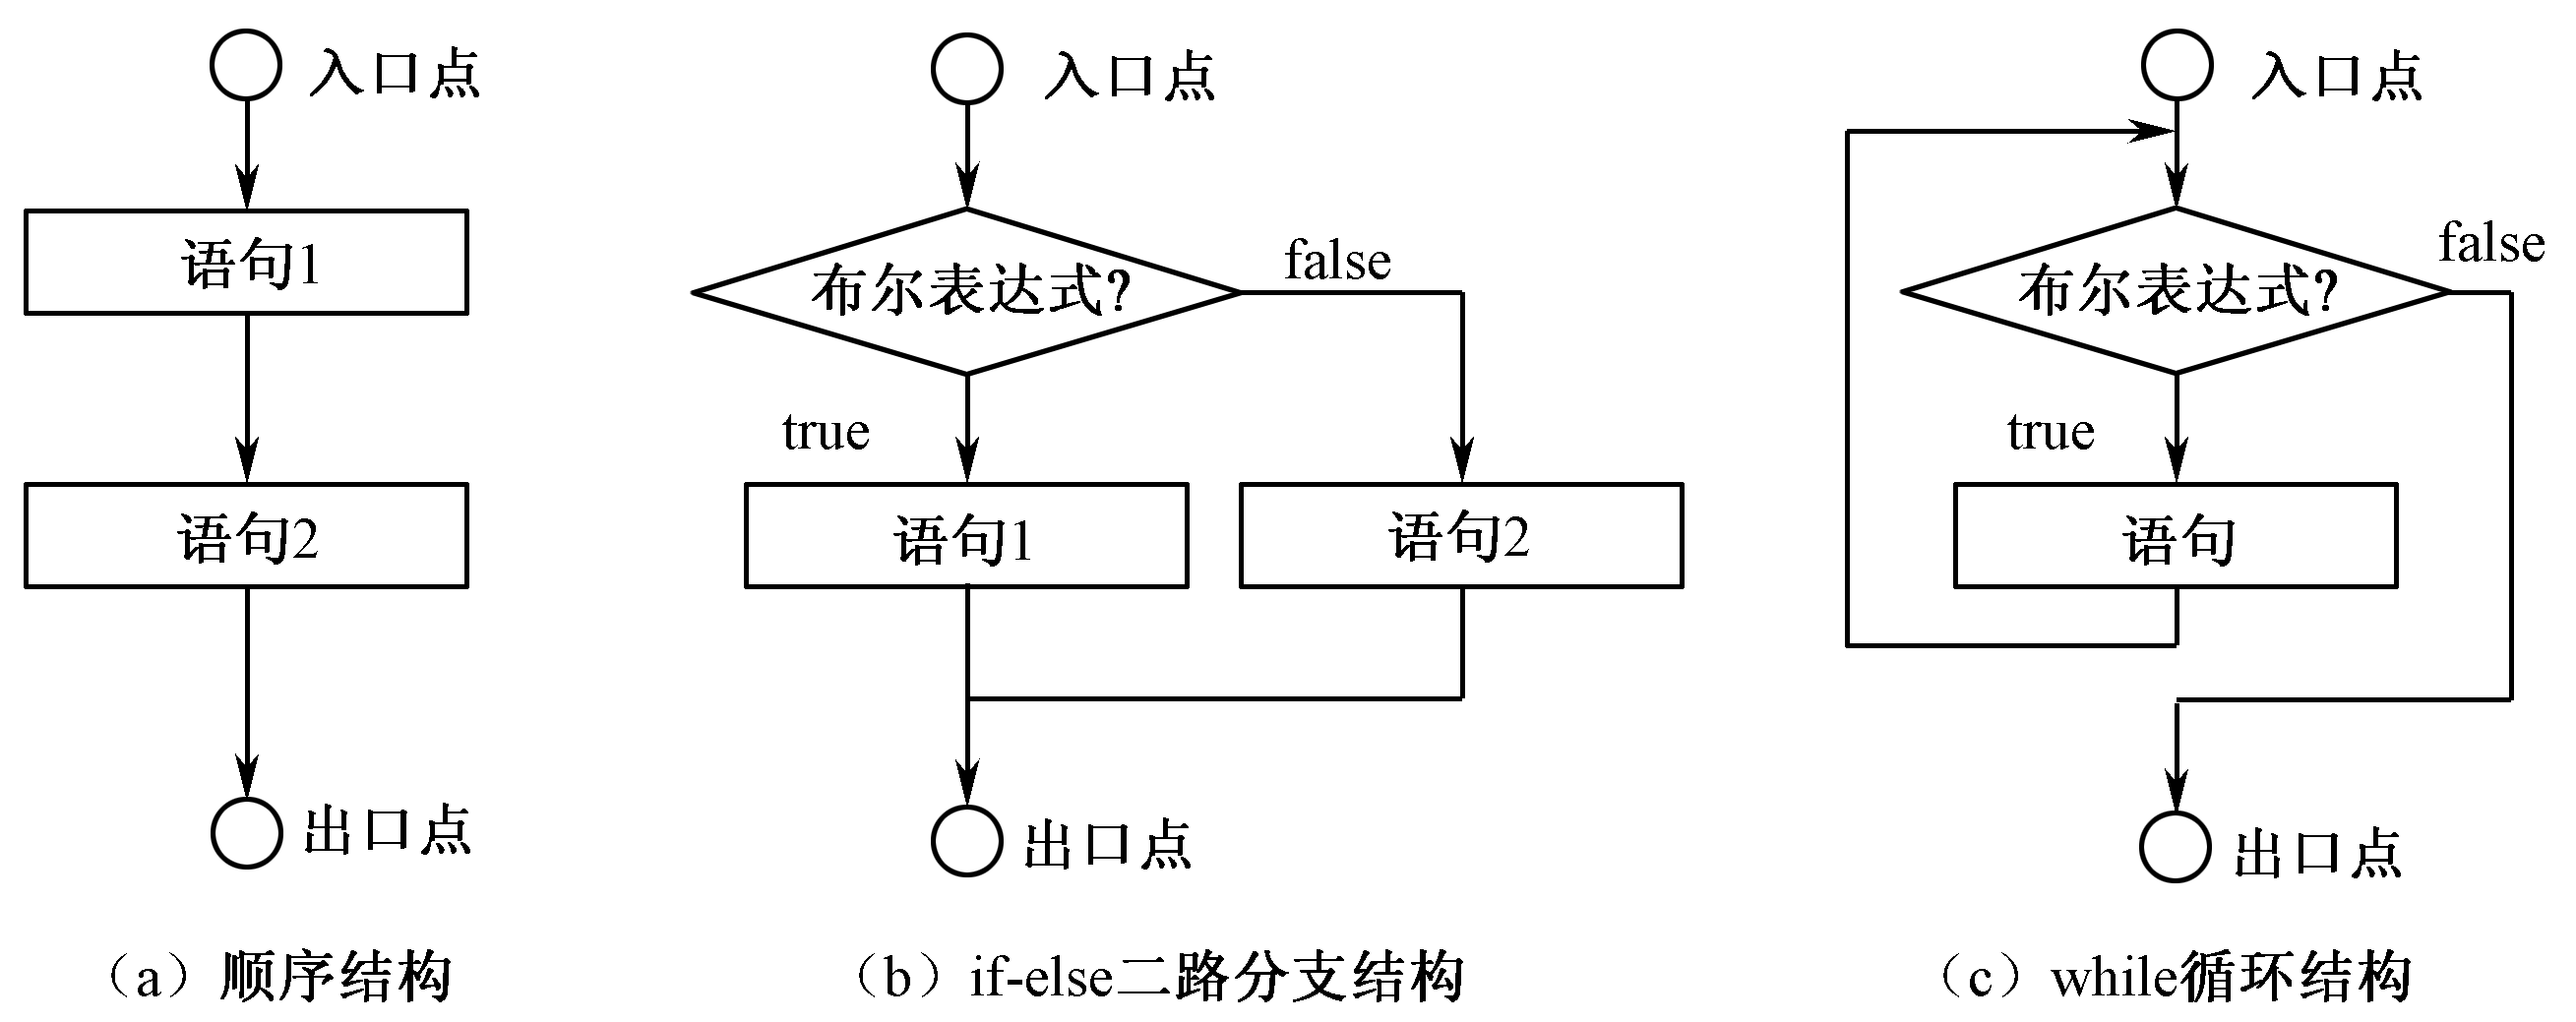 入口点
语句1
语句2
出口点
(a)顺序结构
入口点
布尔表达式?
false
true
语句1
语句2
出口点
(b)if-else二路分支结构
入口点
布尔表达式?
false
true
语句
出口点
(c)while循环结构